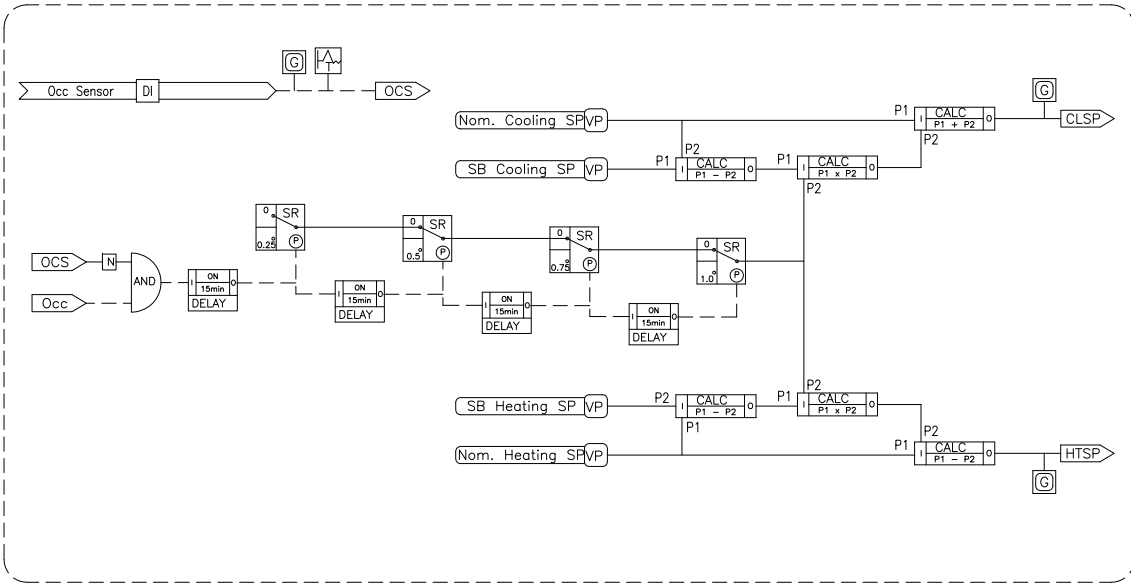 G
Occ Sensor DI
OCS
G
Nom. Cooling SP VP
P1 I CALC P1 + P2 O
CLSP
P2
P2
SB Cooling SP VP
P1 I CALC P1 - P2 O
P1 I CALC P1 x P2 O
P2
0 SR
0.25 P
0 SR
0.5 P
0 SR
0.75 P
0 SR
1.0 P
OCS N
AND
Occ
I ON 15min O
DELAY
I ON 15min O
DELAY
I ON 15min O
DELAY
I ON 15min O
DELAY
P2
SB Heating SP VP
P2 I CALC P1 - P2 O
P1 I CALC P1 x P2 O
P1
P2
Nom. Heating SP VP
P1 I CALC P1 - P2 O
HTSP
G